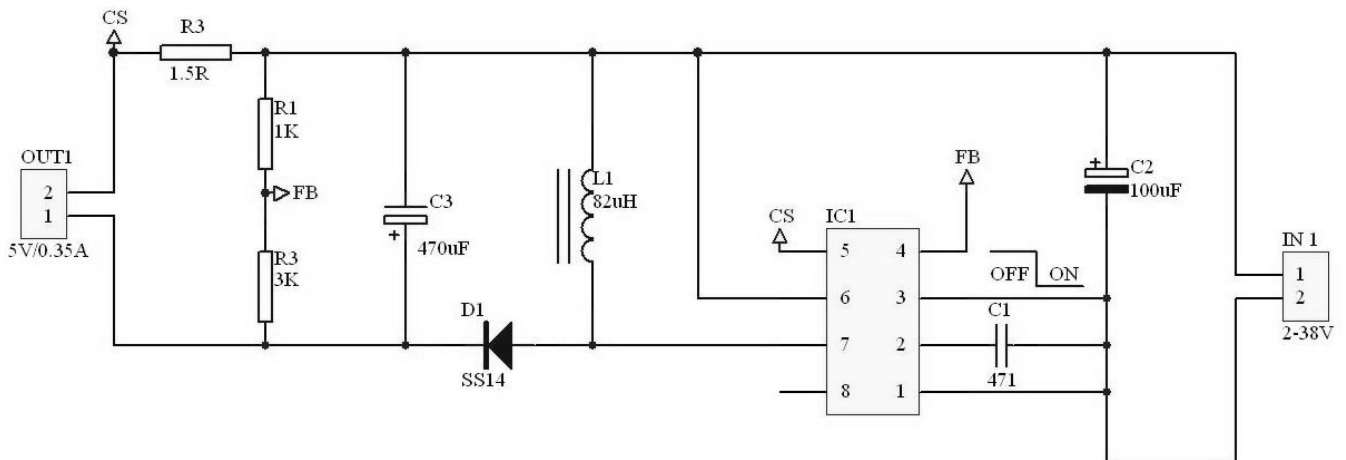 CS
R3
1.5R
R1
1K
FB
R3
3K
OUT1
2
1
5V/0.35A
C3
470uF
L1
82uH
D1
SS14
CS
IC1
FB
5 4
6 3
7 2
8 1
OFF ON
C1
471
C2
100uF
IN 1
1
2
2-38V
+
+